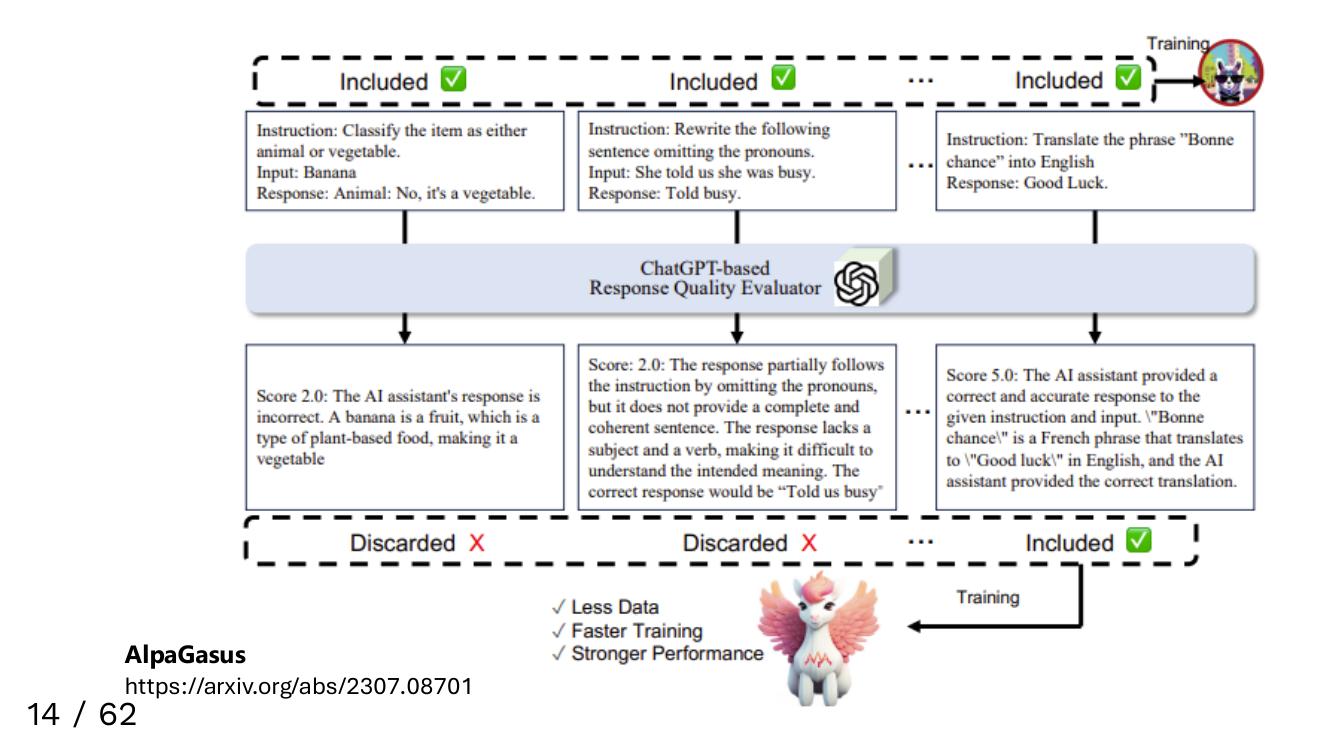 Training
Included ✅ Included ✅ ... Included ✅
Instruction: Classify the item as either
animal or vegetable.
Input: Banana
Response: Animal: No, it's a vegetable.
Instruction: Rewrite the following
sentence omitting the pronouns.
Input: She told us she was busy.
Response: Told busy.
...
Instruction: Translate the phrase ”Bonne
chance” into English
Response: Good Luck.
ChatGPT-based
Response Quality Evaluator
Score 2.0: The AI assistant's response is
incorrect. A banana is a fruit, which is a
type of plant-based food, making it a
vegetable
Score: 2.0: The response partially follows
the instruction by omitting the pronouns,
but it does not provide a complete and
coherent sentence. The response lacks a
subject and a verb, making it difficult to
understand the intended meaning. The
correct response would be “Told us busy"
...
Score 5.0: The AI assistant provided a
correct and accurate response to the
given instruction and input. \"Bonne
chance\" is a French phrase that translates
to \"Good luck\" in English, and the AI
assistant provided the correct translation.
Discarded X Discarded X ... Included ✅
Training
✓ Less Data
✓ Faster Training
✓ Stronger Performance
AlpaGasus
https://arxiv.org/abs/2307.08701
14 / 62